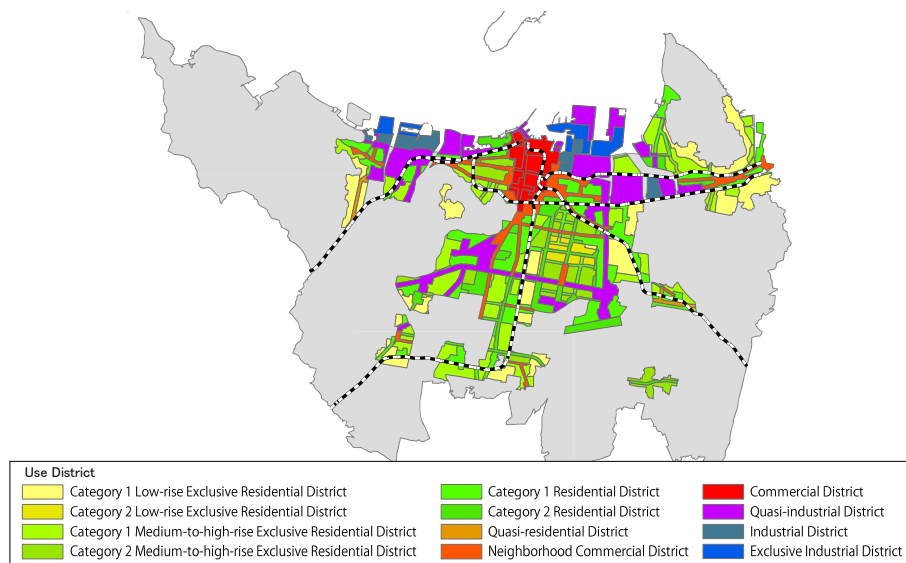 Use District
Category 1 Low-rise Exclusive Residential District
Category 2 Low-rise Exclusive Residential District
Category 1 Medium-to-high-rise Exclusive Residential District
Category 2 Medium-to-high-rise Exclusive Residential District
Category 1 Residential District
Category 2 Residential District
Quasi-residential District
Neighborhood Commercial District
Commercial District
Quasi-industrial District
Industrial District
Exclusive Industrial District